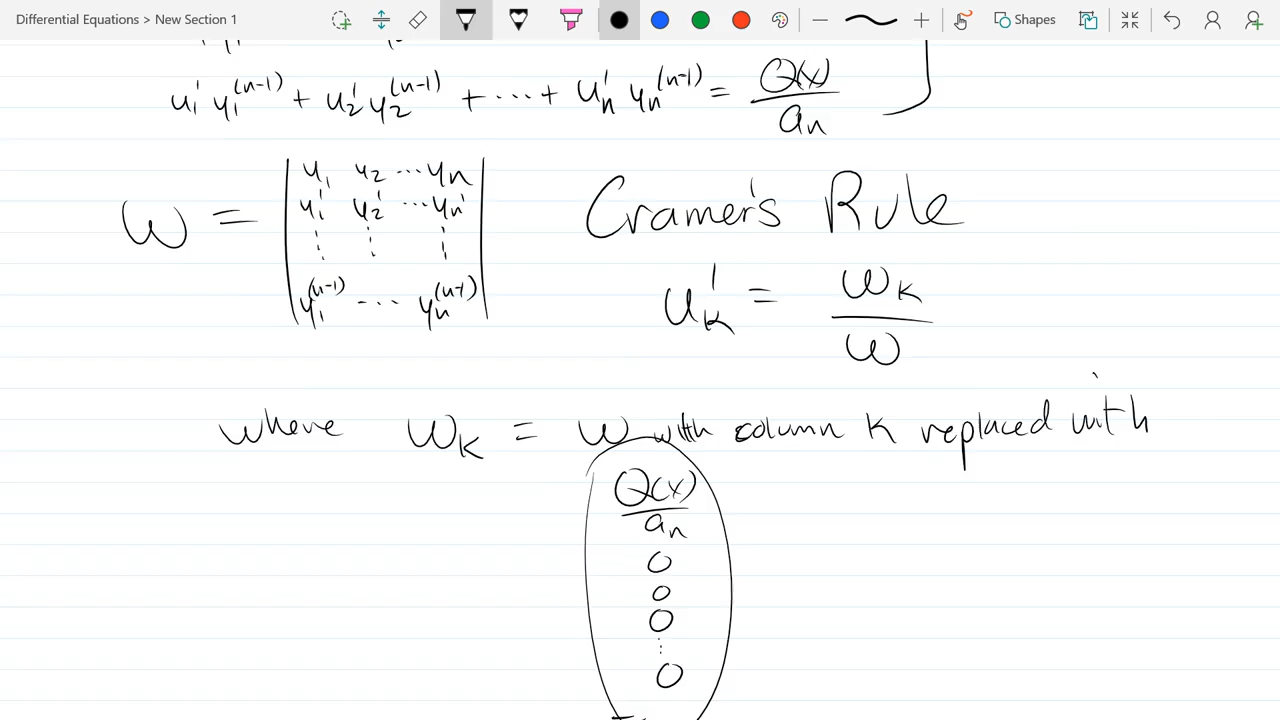 Differential Equations > New Section 1
Shapes
u₁' y₁⁽ⁿ⁻¹⁾ + u₂' y₂⁽ⁿ⁻¹⁾ + ⋯ + uₙ' yₙ⁽ⁿ⁻¹⁾ = Q(x)/aₙ
W = | y₁ y₂ ⋯ yₙ
y₁' y₂' ⋯ yₙ'
⋮ ⋮ ⋮
y₁⁽ⁿ⁻¹⁾ ⋯ yₙ⁽ⁿ⁻¹⁾ |
Cramer's Rule
u'ₖ = Wₖ/W
where Wₖ = W with column K replaced with
Q(x)/aₙ
0
0
0
⋮
0